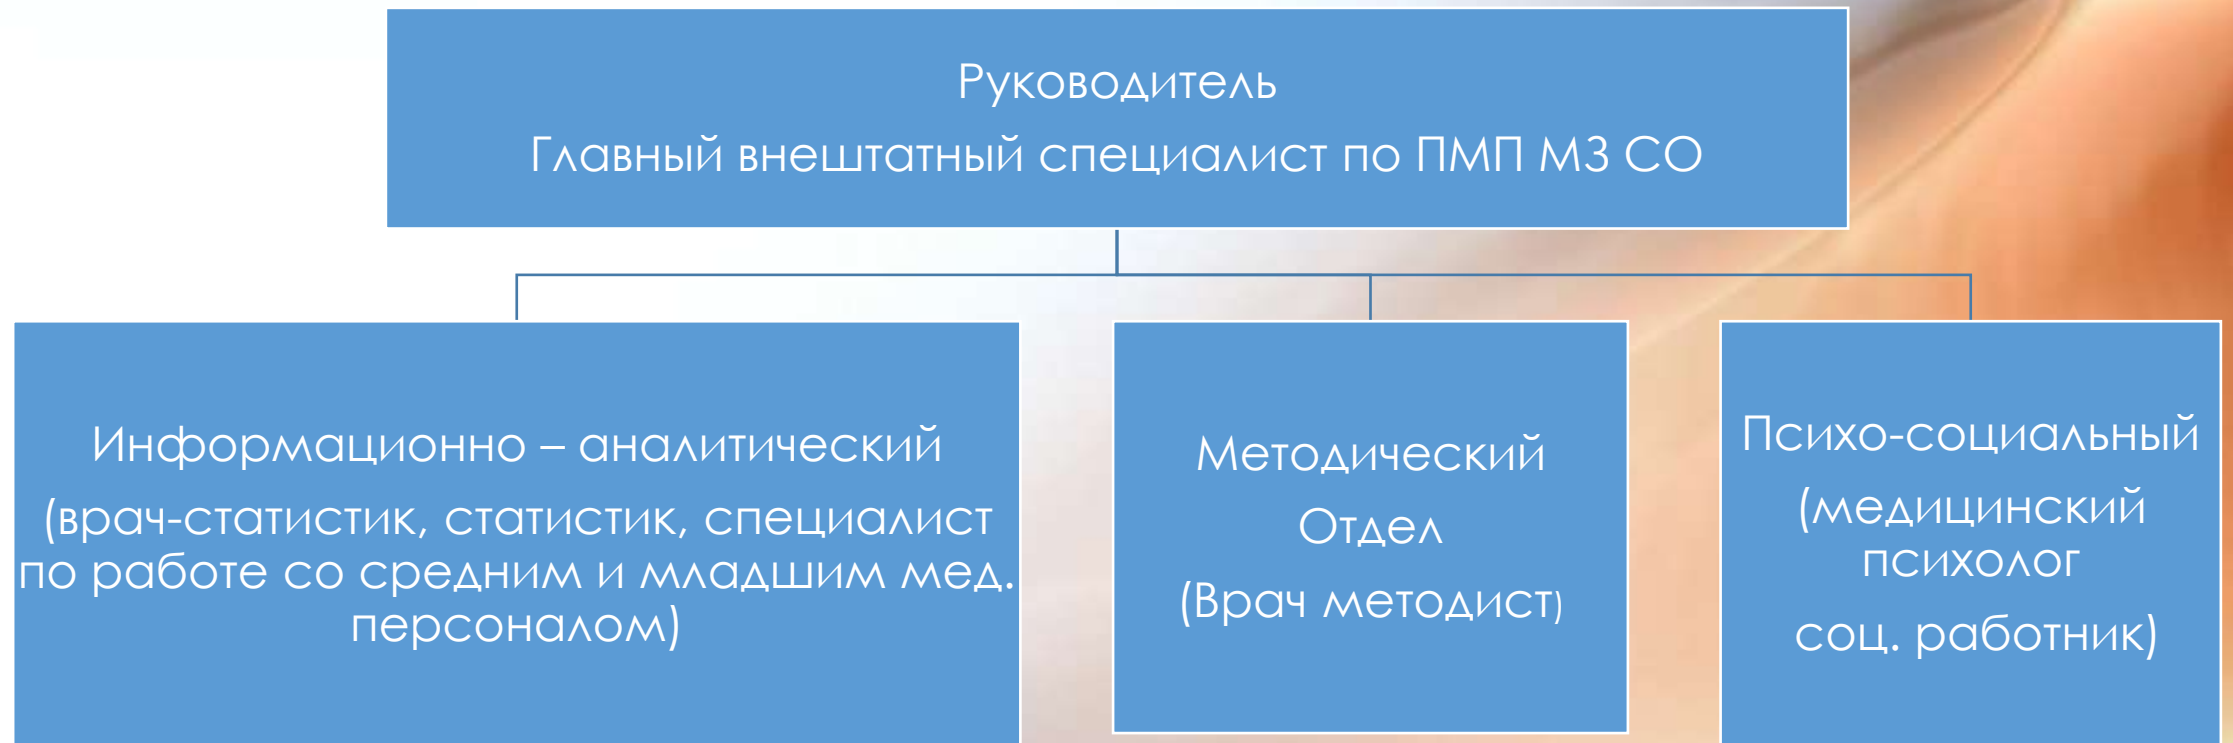 Руководитель
Главный внештатный специалист по ПМП МЗ СО
Информационно – аналитический
(врач-статистик, статистик, специалист
по работе со средним и младшим мед.
персоналом)
Методический
Отдел
(Врач методист)
Психо-социальный
(медицинский
психолог
соц. работник)